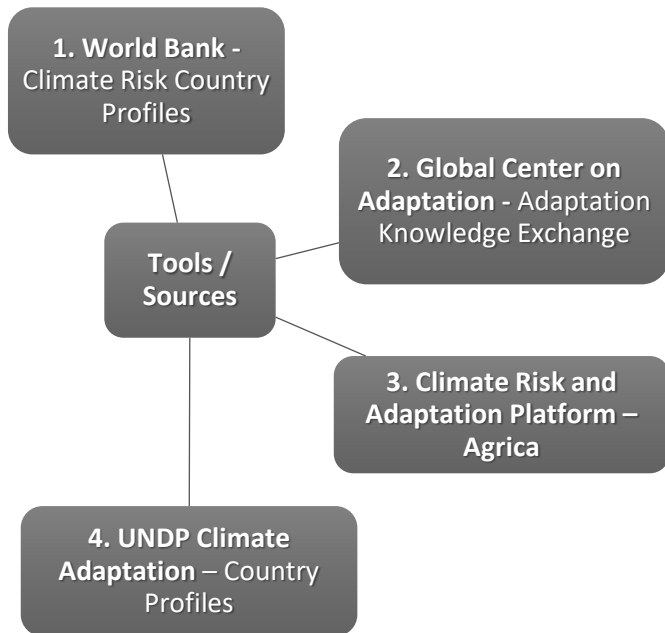 1. World Bank -
Climate Risk Country
Profiles
2. Global Center on
Adaptation - Adaptation
Knowledge Exchange
Tools /
Sources
3. Climate Risk and
Adaptation Platform –
Agrica
4. UNDP Climate
Adaptation – Country
Profiles